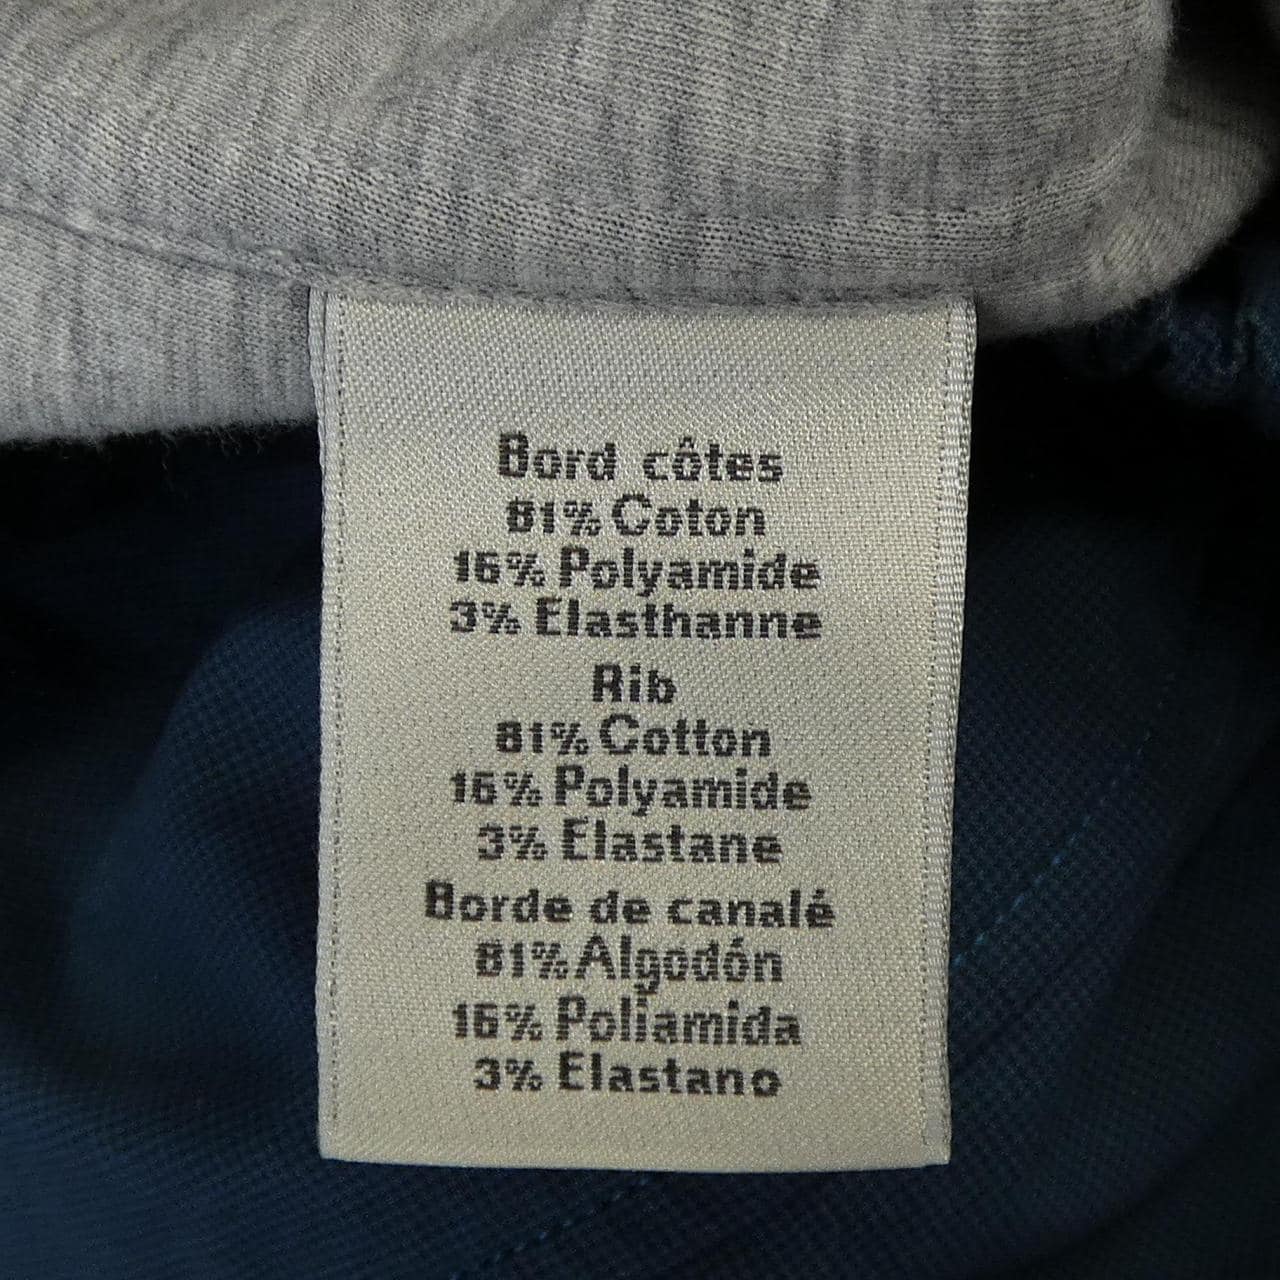 Bord côtes
81% Coton
16% Polyamide
3% Elasthanne
Rib
81% Cotton
16% Polyamide
3% Elastane
Borde de canalé
81% Algodón
16% Poliamida
3% Elastano